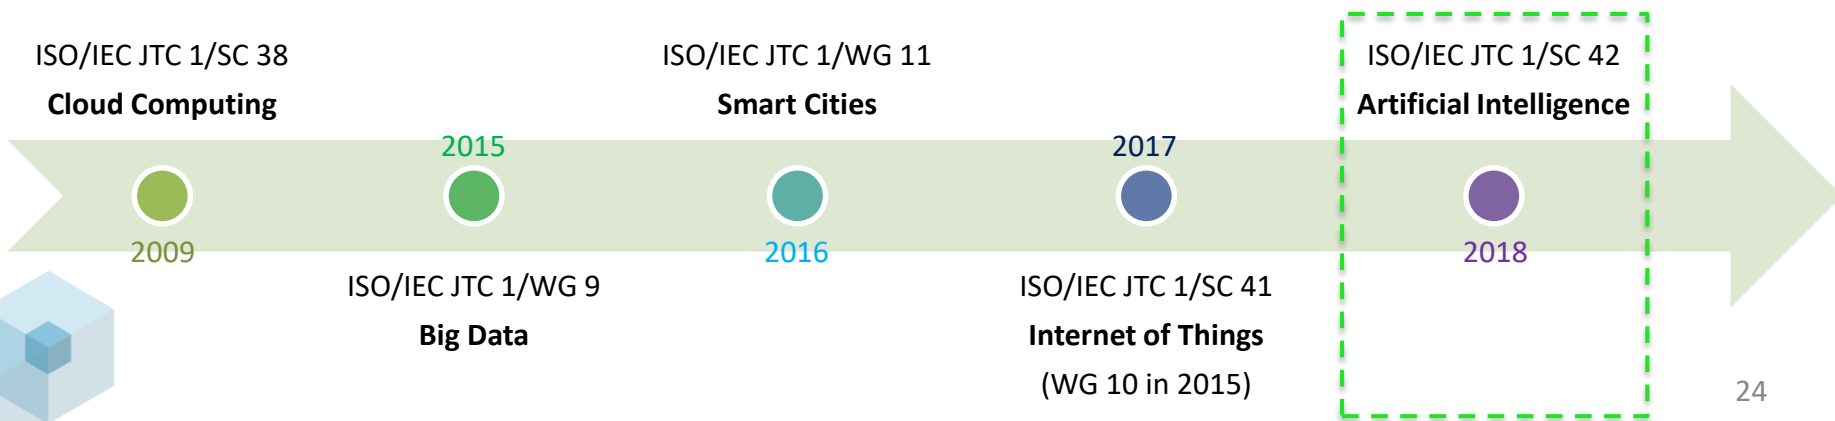 ISO/IEC JTC 1/SC 38
Cloud Computing
2009
2015
ISO/IEC JTC 1/WG 9
Big Data
ISO/IEC JTC 1/WG 11
Smart Cities
2016
2017
ISO/IEC JTC 1/SC 41
Internet of Things
(WG 10 in 2015)
ISO/IEC JTC 1/SC 42
Artificial Intelligence
2018
24